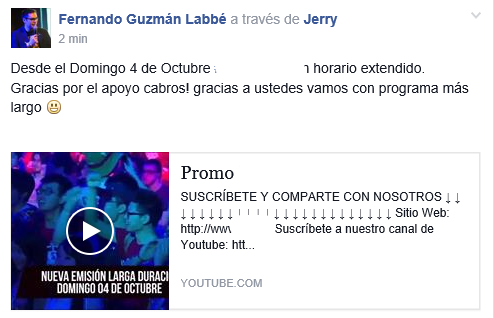 Fernando Guzmán Labbé a través de Jerry
2 min
Desde el Domingo 4 de Octubre horario extendido.
Gracias por el apoyo cabros! gracias a ustedes vamos con programa más
largo 😃
Promo
SUSCRÍBETE Y COMPARTE CON NOSOTROS ↓ ↓
↓ ↓ ↓ ↓ ↓ ↓ ↓ ↓ ↓ ↓ ↓ ↓ ↓ ↓ ↓ ↓ ↓ ↓ Sitio Web:
http://ww Suscríbete a nuestro canal de
Youtube: htt...
YOUTUBE.COM
NUEVA EMISIÓN LARGA DURACI
DOMINGO 04 DE OCTUBRE